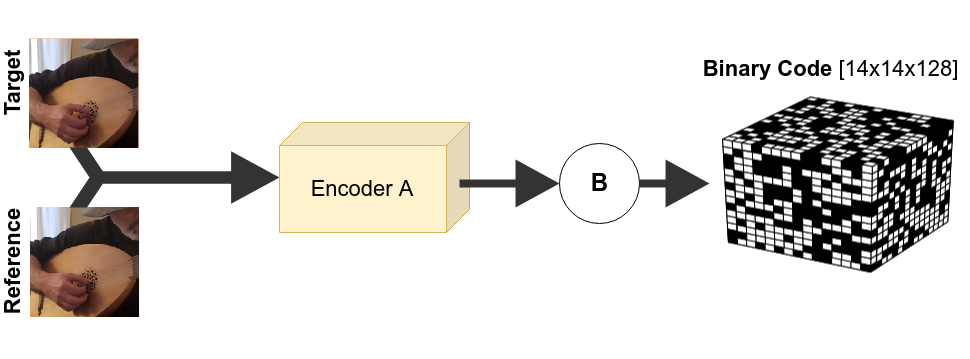 Target
Reference
Encoder A
B
Binary Code [14x14x128]